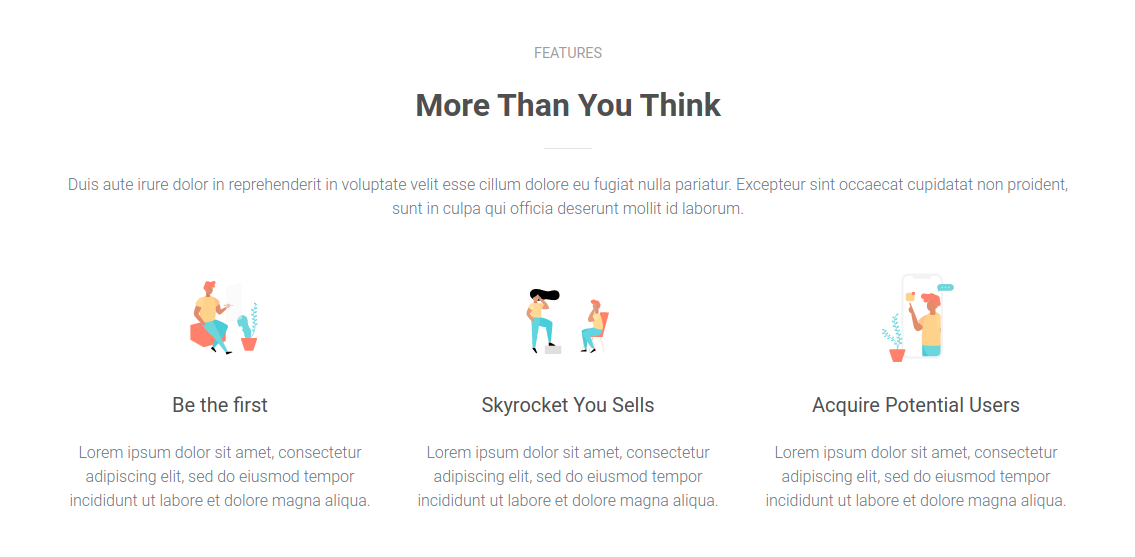 FEATURES
More Than You Think
Duis aute irure dolor in reprehenderit in voluptate velit esse cillum dolore eu fugiat nulla pariatur. Excepteur sint occaecat cupidatat non proident,
sunt in culpa qui officia deserunt mollit id laborum.
Be the first
Lorem ipsum dolor sit amet, consectetur
adipiscing elit, sed do eiusmod tempor
incididunt ut labore et dolore magna aliqua.
Skyrocket You Sells
Lorem ipsum dolor sit amet, consectetur
adipiscing elit, sed do eiusmod tempor
incididunt ut labore et dolore magna aliqua.
Acquire Potential Users
Lorem ipsum dolor sit amet, consectetur
adipiscing elit, sed do eiusmod tempor
incididunt ut labore et dolore magna aliqua.